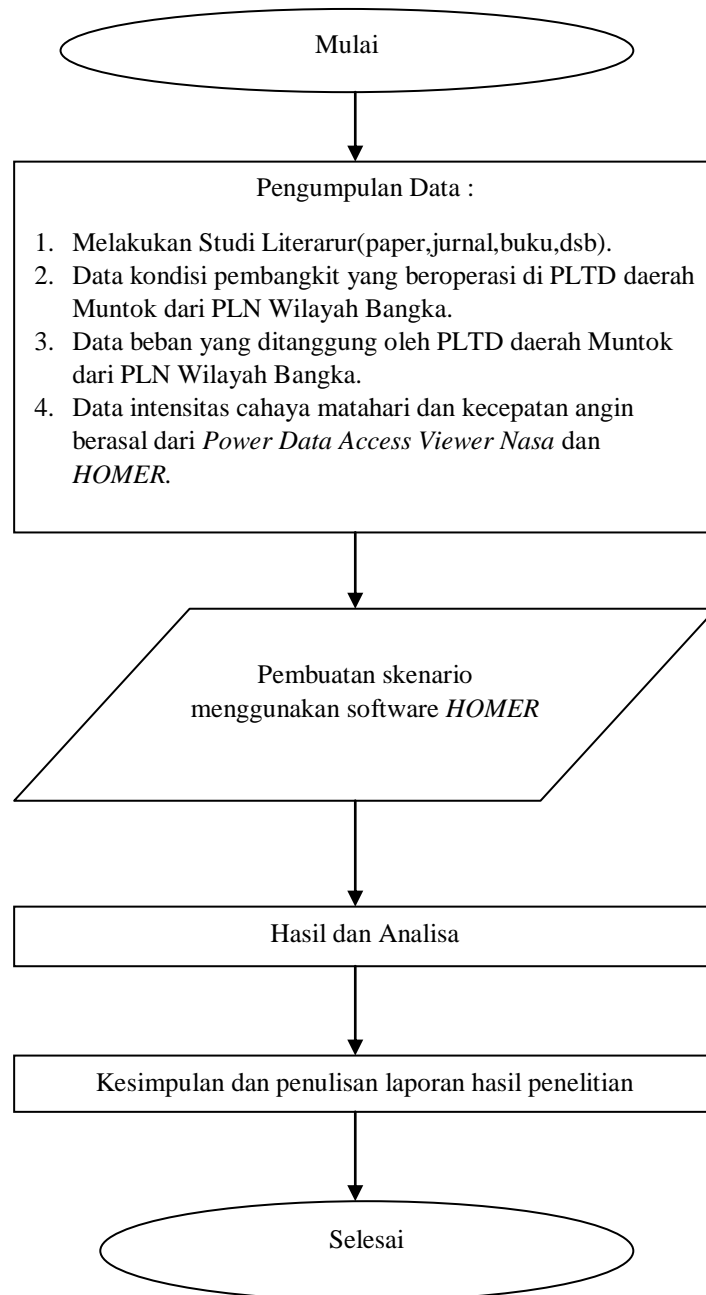 Mulai
Pengumpulan Data :
1. Melakukan Studi Literarur(paper,jurnal,buku,dsb).
2. Data kondisi pembangkit yang beroperasi di PLTD daerah
Muntok dari PLN Wilayah Bangka.
3. Data beban yang ditanggung oleh PLTD daerah Muntok
dari PLN Wilayah Bangka.
4. Data intensitas cahaya matahari dan kecepatan angin
berasal dari Power Data Access Viewer Nasa dan
HOMER.
Pembuatan skenario
menggunakan software HOMER
Hasil dan Analisa
Kesimpulan dan penulisan laporan hasil penelitian
Selesai